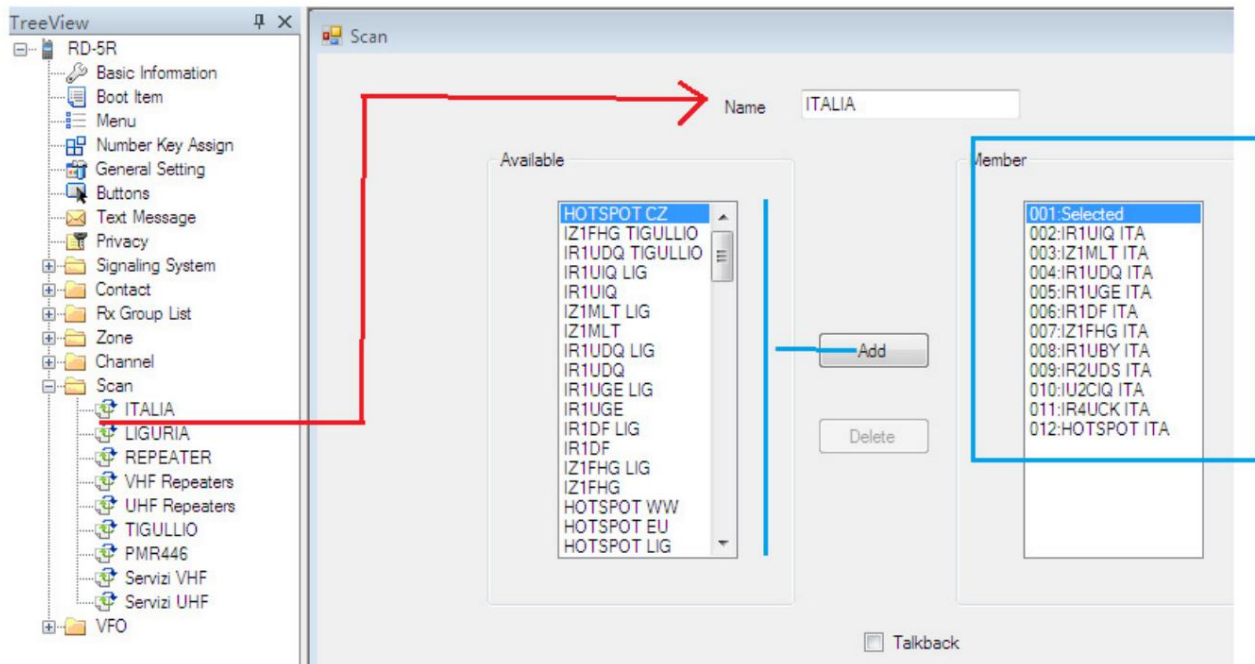 TreeView
RD-5R
Basic Information
Boot Item
Menu
Number Key Assign
General Setting
Buttons
Text Message
Privacy
Signaling System
Contact
Rx Group List
Zone
Channel
Scan
ITALIA
LIGURIA
REPEATER
VHF Repeaters
UHF Repeaters
TIGULLIO
PMR446
Servizi VHF
Servizi UHF
VFO
Scan
Name ITALIA
Available
HOTSPOT CZ
IZ1FHG TIGULLIO
IR1UDQ TIGULLIO
IR1UIQ LIG
IR1UIQ
IZ1MLT LIG
IZ1MLT
IR1UDQ LIG
IR1UDQ
IR1UGE LIG
IR1UGE
IR1DF LIG
IR1DF
IZ1FHG LIG
IZ1FHG
HOTSPOT WW
HOTSPOT EU
HOTSPOT LIG
Add
Delete
Member
001:Selected
002:IR1UIQ ITA
003:IZ1MLT ITA
004:IR1UDQ ITA
005:IR1UGE ITA
006:IR1DF ITA
007:IZ1FHG ITA
008:IR1UBY ITA
009:IR2UDS ITA
010:IU2CIQ ITA
011:IR4UCK ITA
012:HOTSPOT ITA
Talkback